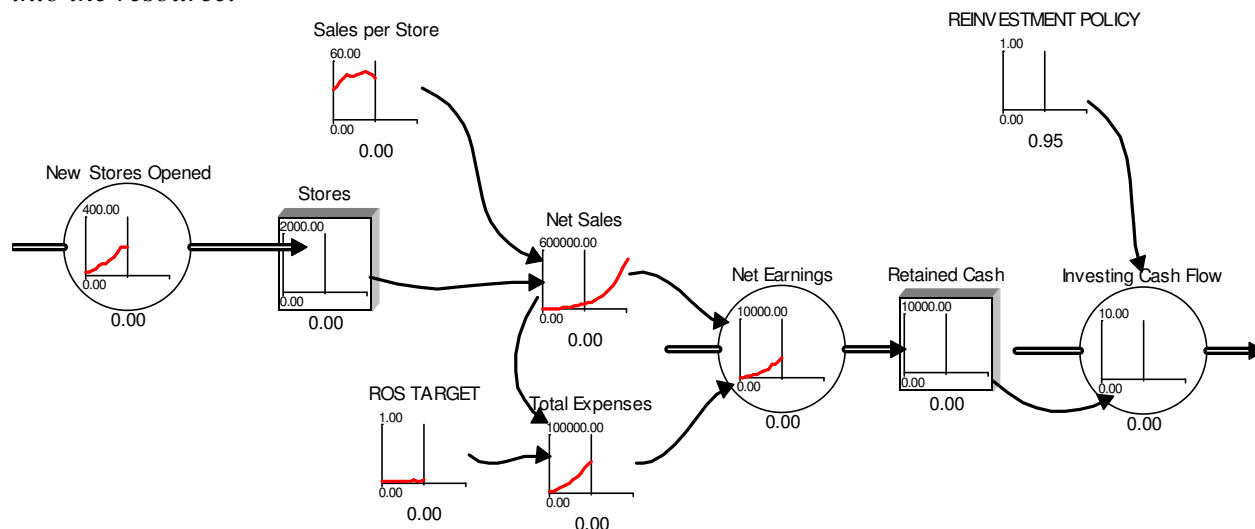 into the resource.
Sales per Store
60.00
0.00
0.00
REINVESTMENT POLICY
1.00
0.00
0.95
New Stores Opened
400.00
0.00
0.00
Stores
2000.00
0.00
0.00
Net Sales
600000.00
0.00
0.00
Net Earnings
10000.00
0.00
0.00
Retained Cash
10000.00
0.00
0.00
Investing Cash Flow
10.00
0.00
0.00
ROS TARGET
1.00
0.00
0.00
Total Expenses
100000.00
0.00
0.00